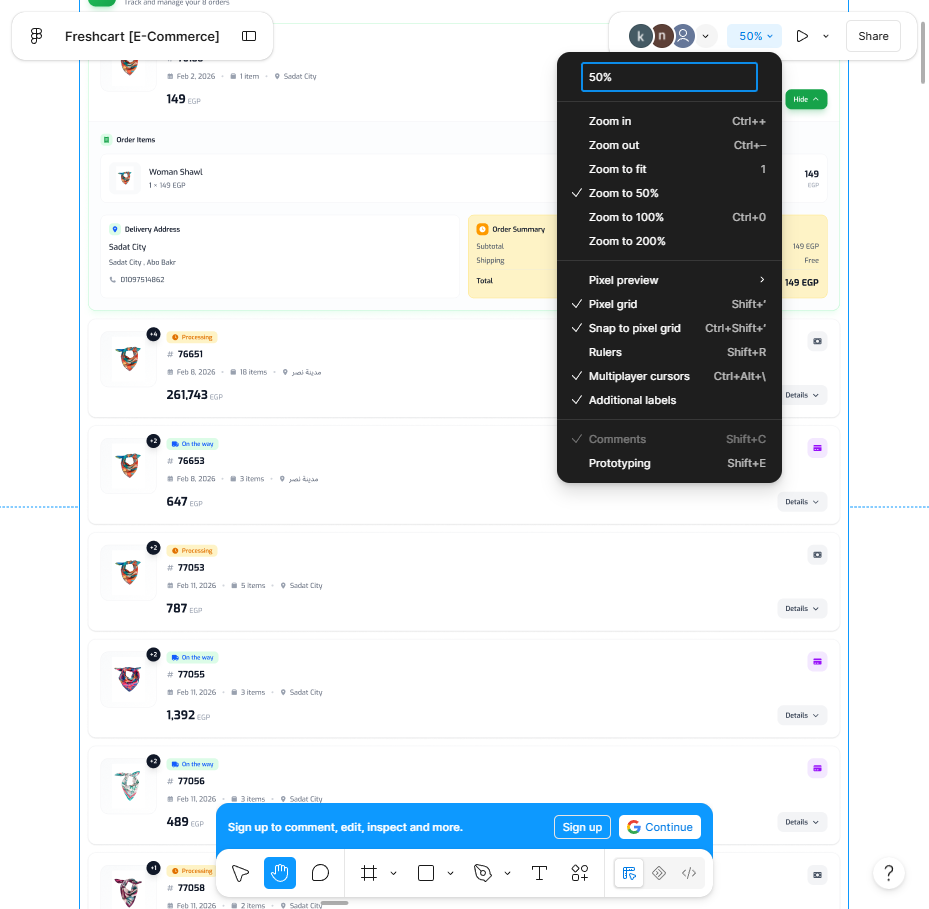 Track and manage your 8 orders
Freshcart [E-Commerce]
k
n
50%
Share
Feb 2, 2026 • 1 item • Sadat City
149 EGP
Hide
Order Items
Woman Shawl
1 × 149 EGP
149
EGP
Delivery Address
Sadat City
Sadat City , Abo Bakr
01097514862
Order Summary
Subtotal
149 EGP
Shipping
Free
Total
149 EGP
50%
Zoom in Ctrl++
Zoom out Ctrl+–
Zoom to fit 1
Zoom to 50%
Zoom to 100% Ctrl+0
Zoom to 200%
Pixel preview
Pixel grid Shift+'
Snap to pixel grid Ctrl+Shift+'
Rulers Shift+R
Multiplayer cursors Ctrl+Alt+\
Additional labels
Comments Shift+C
Prototyping Shift+E
+4
Processing
# 76651
Feb 8, 2026 • 18 items • مدينة نصر
261,743 EGP
Details
+2
On the way
# 76653
Feb 8, 2026 • 3 items • مدينة نصر
647 EGP
Details
+2
Processing
# 77053
Feb 11, 2026 • 5 items • Sadat City
787 EGP
Details
+2
On the way
# 77055
Feb 11, 2026 • 3 items • Sadat City
1,392 EGP
Details
+2
On the way
# 77056
Feb 11, 2026 • 3 items • Sadat City
489 EGP
Details
Sign up to comment, edit, inspect and more.
Sign up
Continue
+1
Processing
# 77058
Feb 11, 2026 • 2 items • Sadat City
?